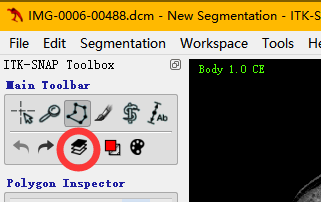 IMG-0006-00488.dcm - New Segmentation - ITK-S
File Edit Segmentation Workspace Tools H
ITK-SNAP Toolbox
Body 1.0 CE
Main Toolbar
Ab
Polygon Inspector